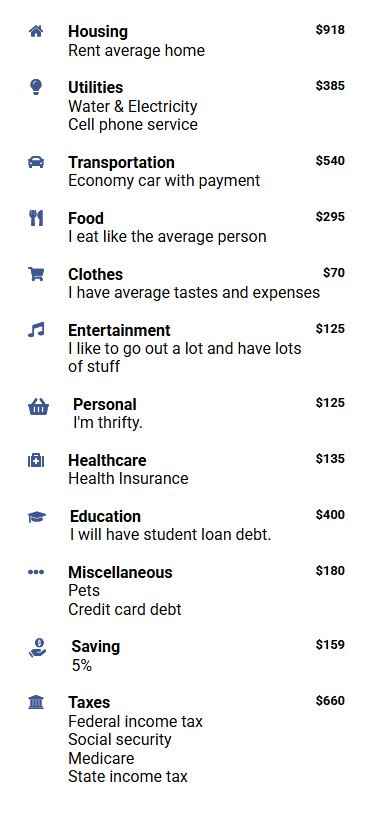 Housing $918
Rent average home
Utilities $385
Water & Electricity
Cell phone service
Transportation $540
Economy car with payment
Food $295
I eat like the average person
Clothes $70
I have average tastes and expenses
Entertainment $125
I like to go out a lot and have lots
of stuff
Personal $125
I'm thrifty.
Healthcare $135
Health Insurance
Education $400
I will have student loan debt.
Miscellaneous $180
Pets
Credit card debt
Saving $159
5%
Taxes $660
Federal income tax
Social security
Medicare
State income tax